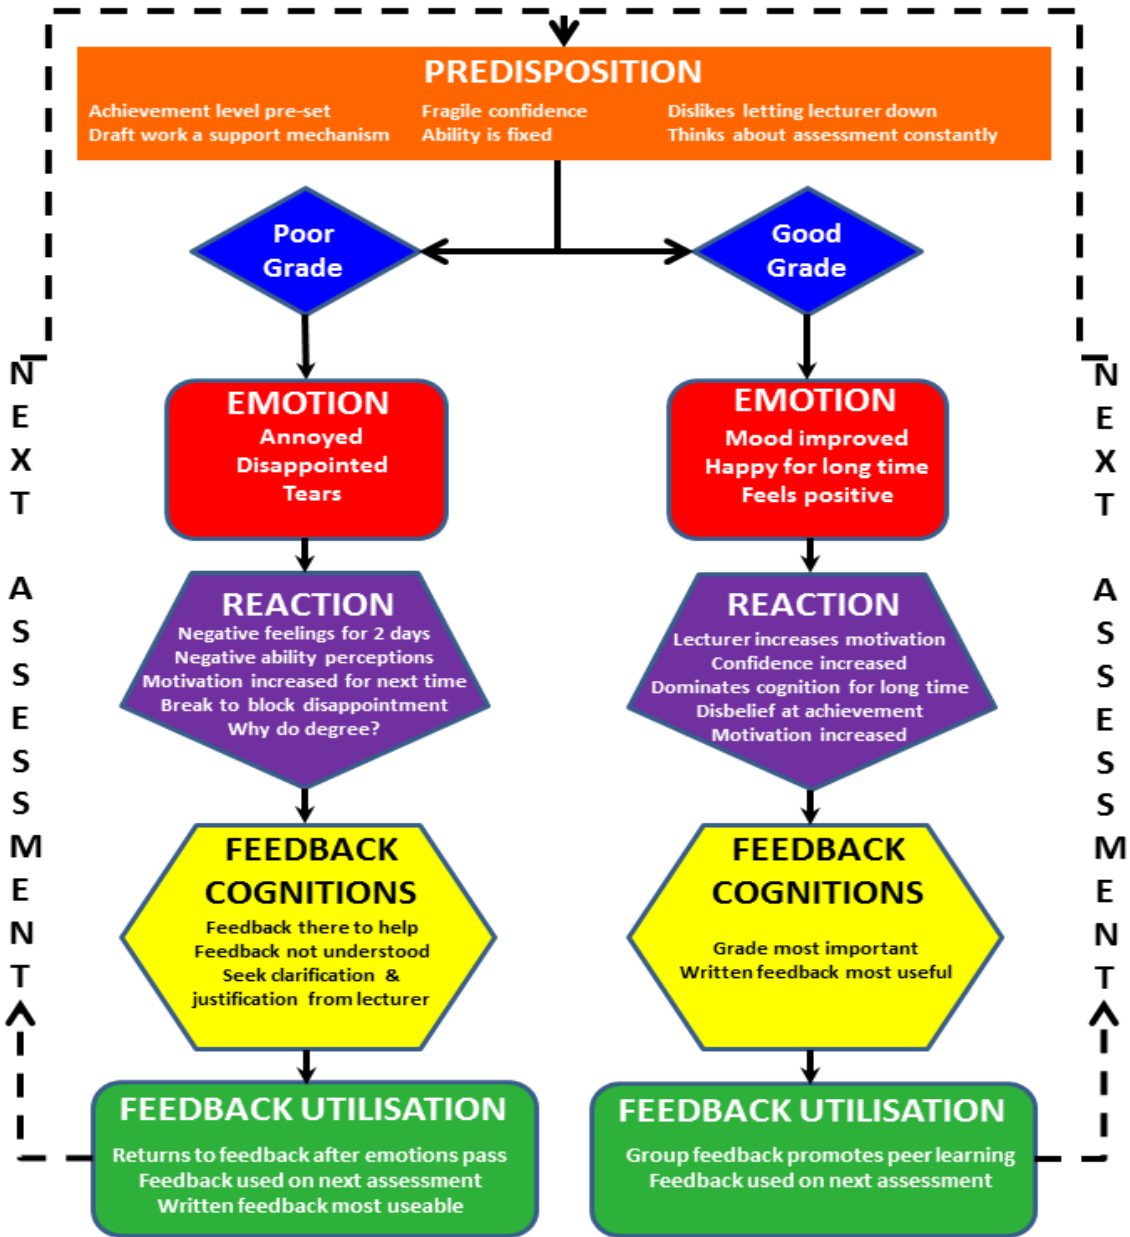 PREDISPOSITION
Achievement level pre-set
Draft work a support mechanism
Fragile confidence
Ability is fixed
Dislikes letting lecturer down
Thinks about assessment constantly
Poor
Grade
Good
Grade
NEXT ASSESSMENT
EMOTION
Annoyed
Disappointed
Tears
REACTION
Negative feelings for 2 days
Negative ability perceptions
Motivation increased for next time
Break to block disappointment
Why do degree?
FEEDBACK
COGNITIONS
Feedback there to help
Feedback not understood
Seek clarification &
justification from lecturer
FEEDBACK UTILISATION
Returns to feedback after emotions pass
Feedback used on next assessment
Written feedback most useable
EMOTION
Mood improved
Happy for long time
Feels positive
REACTION
Lecturer increases motivation
Confidence increased
Dominates cognition for long time
Disbelief at achievement
Motivation increased
FEEDBACK
COGNITIONS
Grade most important
Written feedback most useful
FEEDBACK UTILISATION
Group feedback promotes peer learning
Feedback used on next assessment
NEXT ASSESSMENT